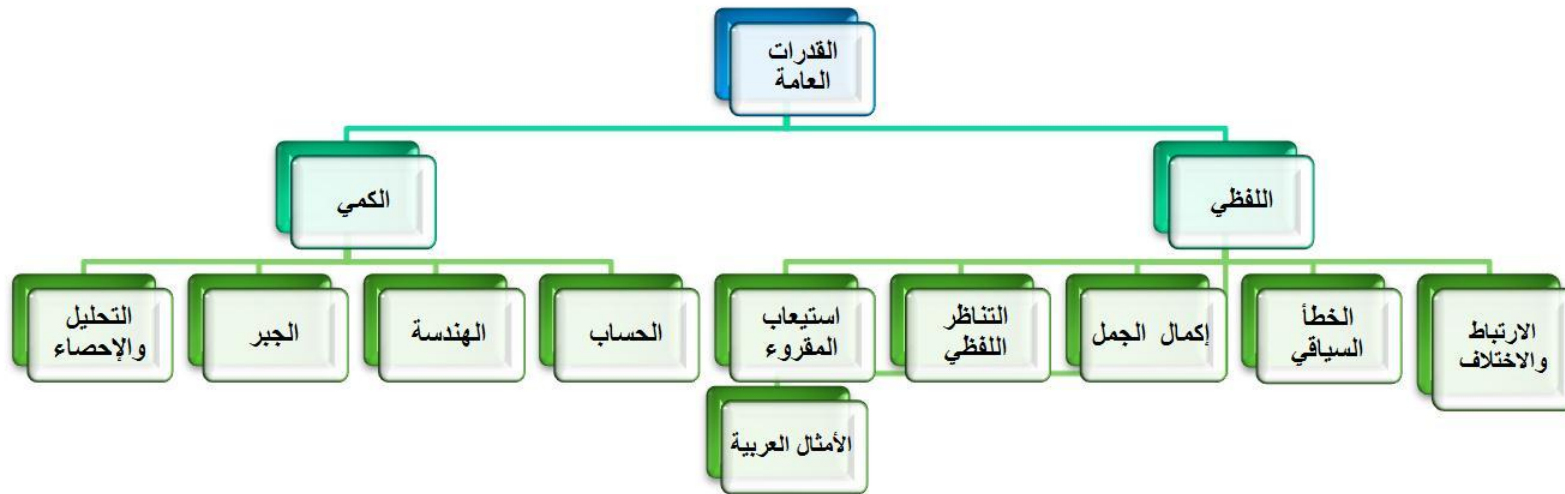 القدرات
العامة
اللفظي
الكمي
الارتباط
والاختلاف
الخطأ
السياقي
إكمال الجمل
التناظر
اللفظي
استيعاب
المقروء
الحساب
الهندسة
الجبر
التحليل
والإحصاء
الأمثال العربية